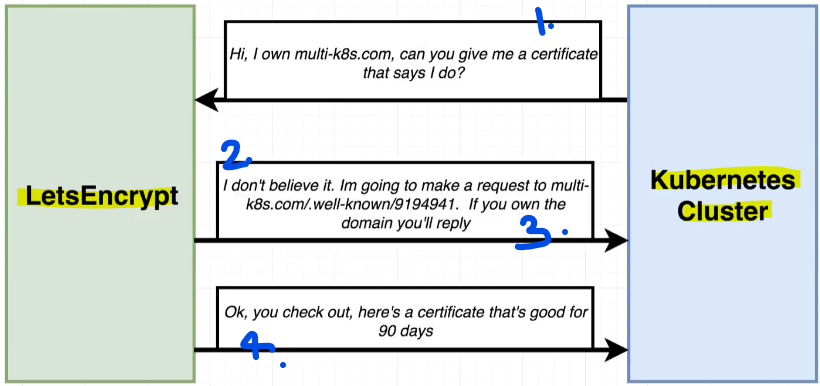 1.
Hi, I own multi-k8s.com, can you give me a certificate
that says I do?
2.
I don't believe it. Im going to make a request to multi-
k8s.com/.well-known/9194941. If you own the
domain you'll reply
3.
LetsEncrypt
Kubernetes
Cluster
Ok, you check out, here's a certificate that's good for
90 days
4.